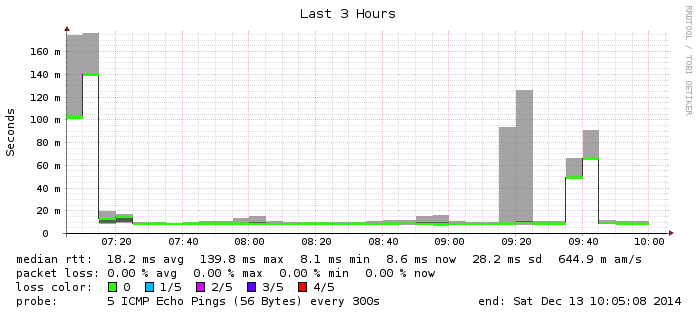 Last 3 Hours
RRDTOOL / TOBI OETIKER
Seconds
160 m
140 m
120 m
100 m
80 m
60 m
40 m
20 m
0
07:20 07:40 08:00 08:20 08:40 09:00 09:20 09:40 10:00
median rtt: 18.2 ms avg 139.8 ms max 8.1 ms min 8.6 ms now 28.2 ms sd 644.9 m am/s
packet loss: 0.00 % avg 0.00 % max 0.00 % min 0.00 % now
loss color: 0 1/5 2/5 3/5 4/5
probe: 5 ICMP Echo Pings (56 Bytes) every 300s end: Sat Dec 13 10:05:08 2014